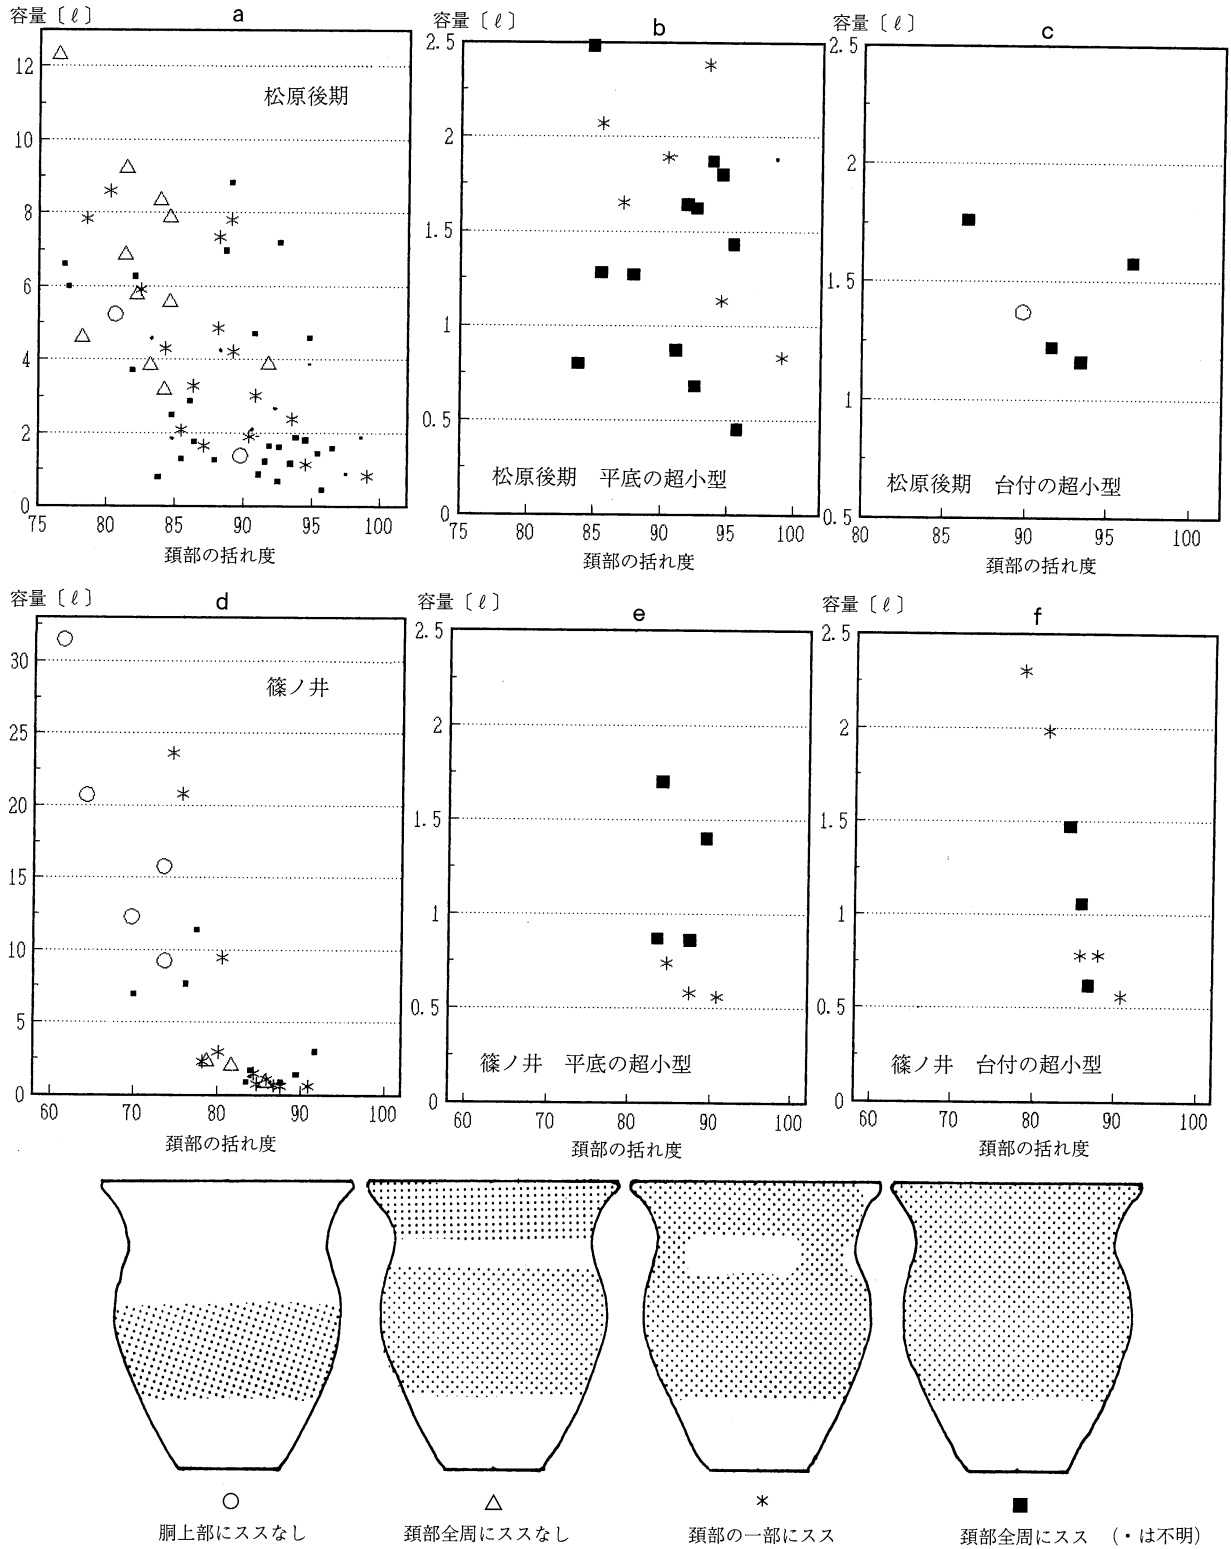 容量〔ℓ〕
a
12
10
8
6
4
2
0
松原後期
75 80 85 90 95 100
頚部の括れ度
容量〔ℓ〕
b
2.5
2
1.5
1
0.5
0
松原後期 平底の超小型
75 80 85 90 95 100
頚部の括れ度
容量〔ℓ〕
c
2.5
2
1.5
1
0.5
松原後期 台付の超小型
80 85 90 95 100
頚部の括れ度
容量〔ℓ〕
d
30
25
20
15
10
5
0
篠ノ井
60 70 80 90 100
頚部の括れ度
容量〔ℓ〕
e
2.5
2
1.5
1
0.5
0
篠ノ井 平底の超小型
60 70 80 90 100
頚部の括れ度
容量〔ℓ〕
f
2.5
2
1.5
1
0.5
0
篠ノ井 台付の超小型
60 70 80 90 100
頚部の括れ度
○ △ * ■
胴上部にススなし 頚部全周にススなし 頚部の一部にスス 頚部全周にスス (・は不明)